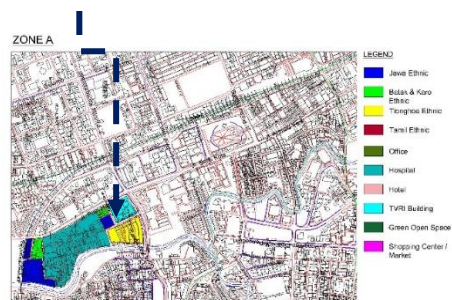 ZONE A
LEGEND
Jawa Ethnic
Batak & Karo
Ethnic
Tionghoa Ethnic
Tamil Ethnic
Office
Hospital
Hotel
TVRI Building
Green Open Space
Shopping Center /
Market